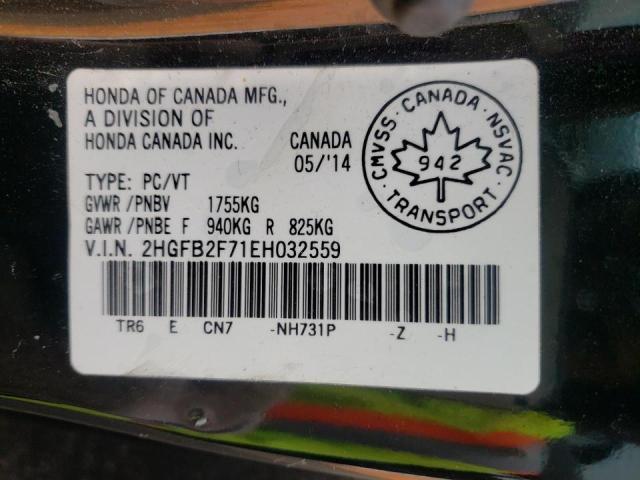 HONDA OF CANADA MFG.,
A DIVISION OF
HONDA CANADA INC.
CANADA
05/'14
TYPE: PC/VT
GVWR /PNBV 1755KG
GAWR /PNBE F 940KG R 825KG
V.I.N. 2HGFB2F71EH032559
TR6 E CN7 -NH731P -Z -H
CMVSS · CANADA · NSVAC
942
· TRANSPORT ·